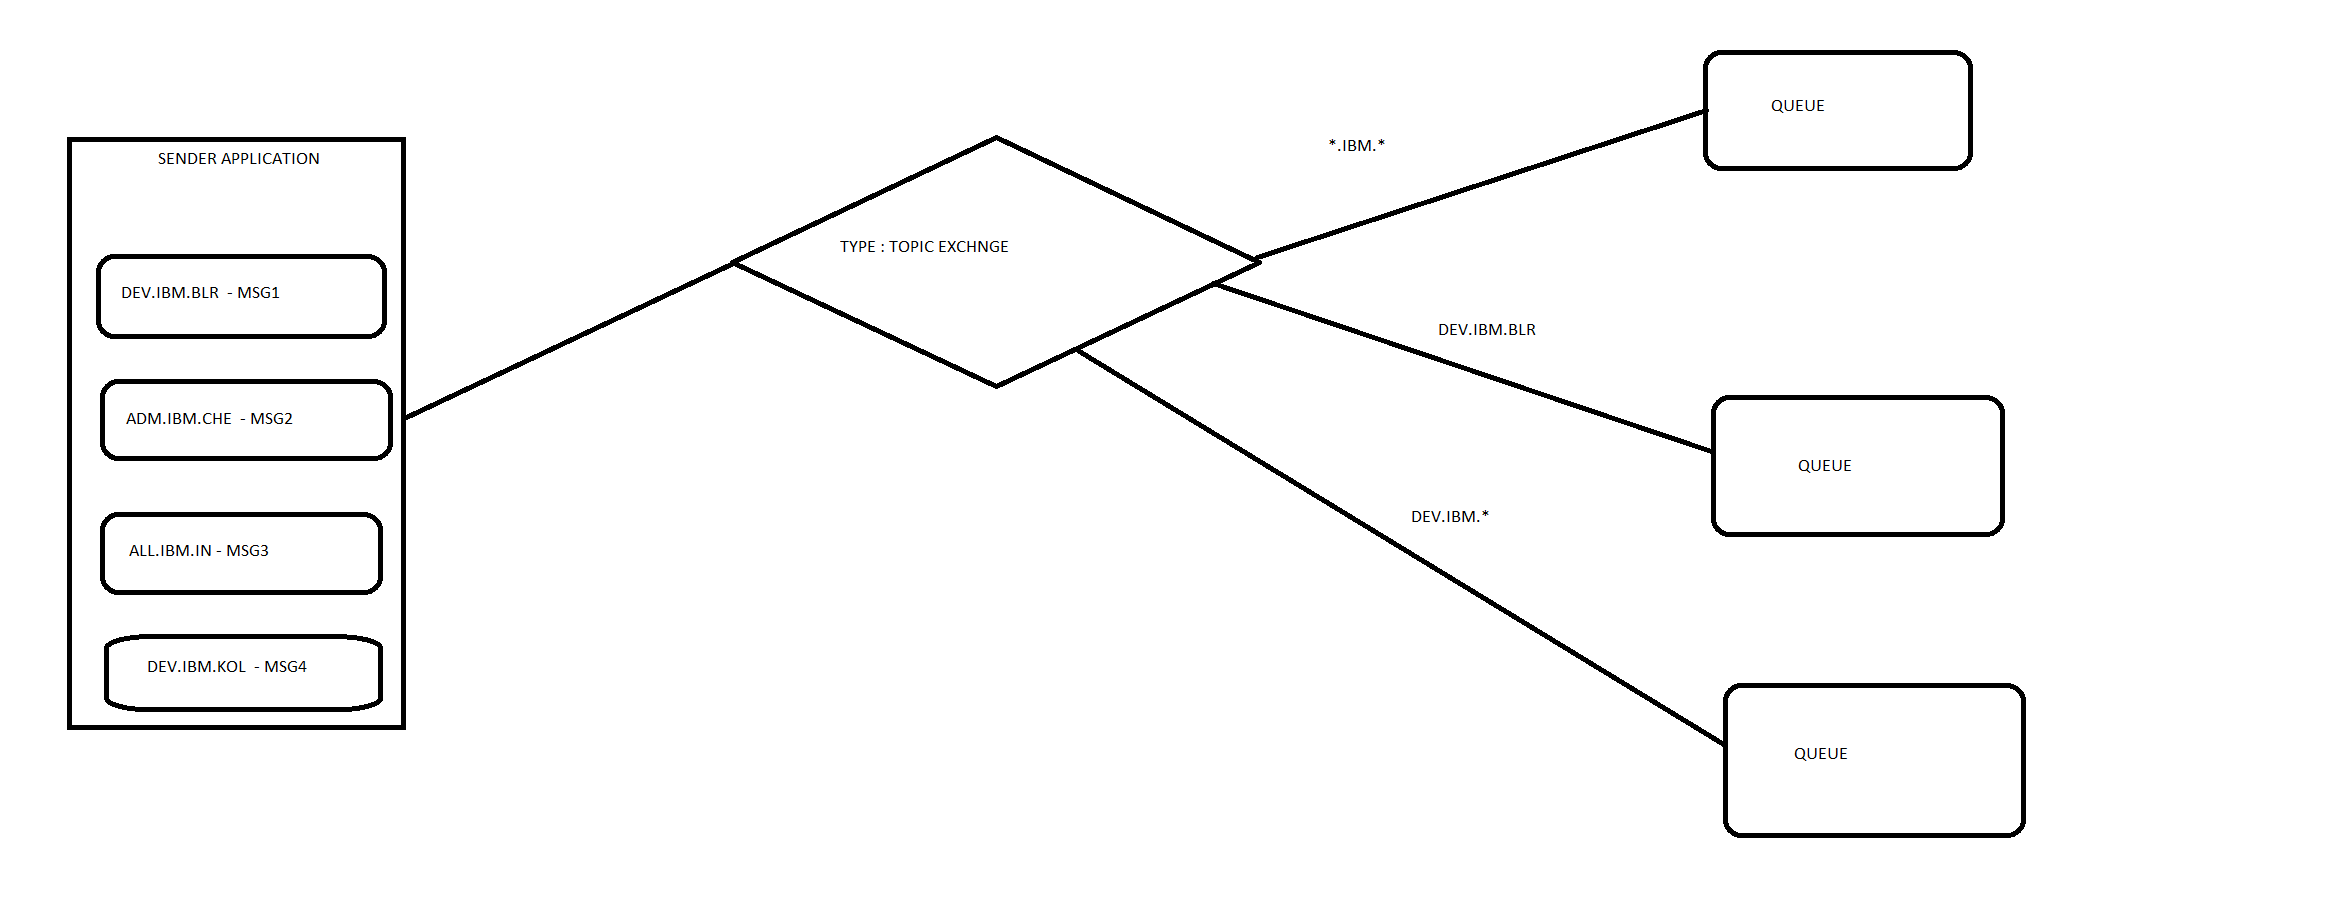 SENDER APPLICATION
DEV.IBM.BLR  - MSG1
ADM.IBM.CHE  - MSG2
ALL.IBM.IN - MSG3
DEV.IBM.KOL  - MSG4
TYPE : TOPIC EXCHNGE
*.IBM.*
DEV.IBM.BLR
DEV.IBM.*
QUEUE
QUEUE
QUEUE